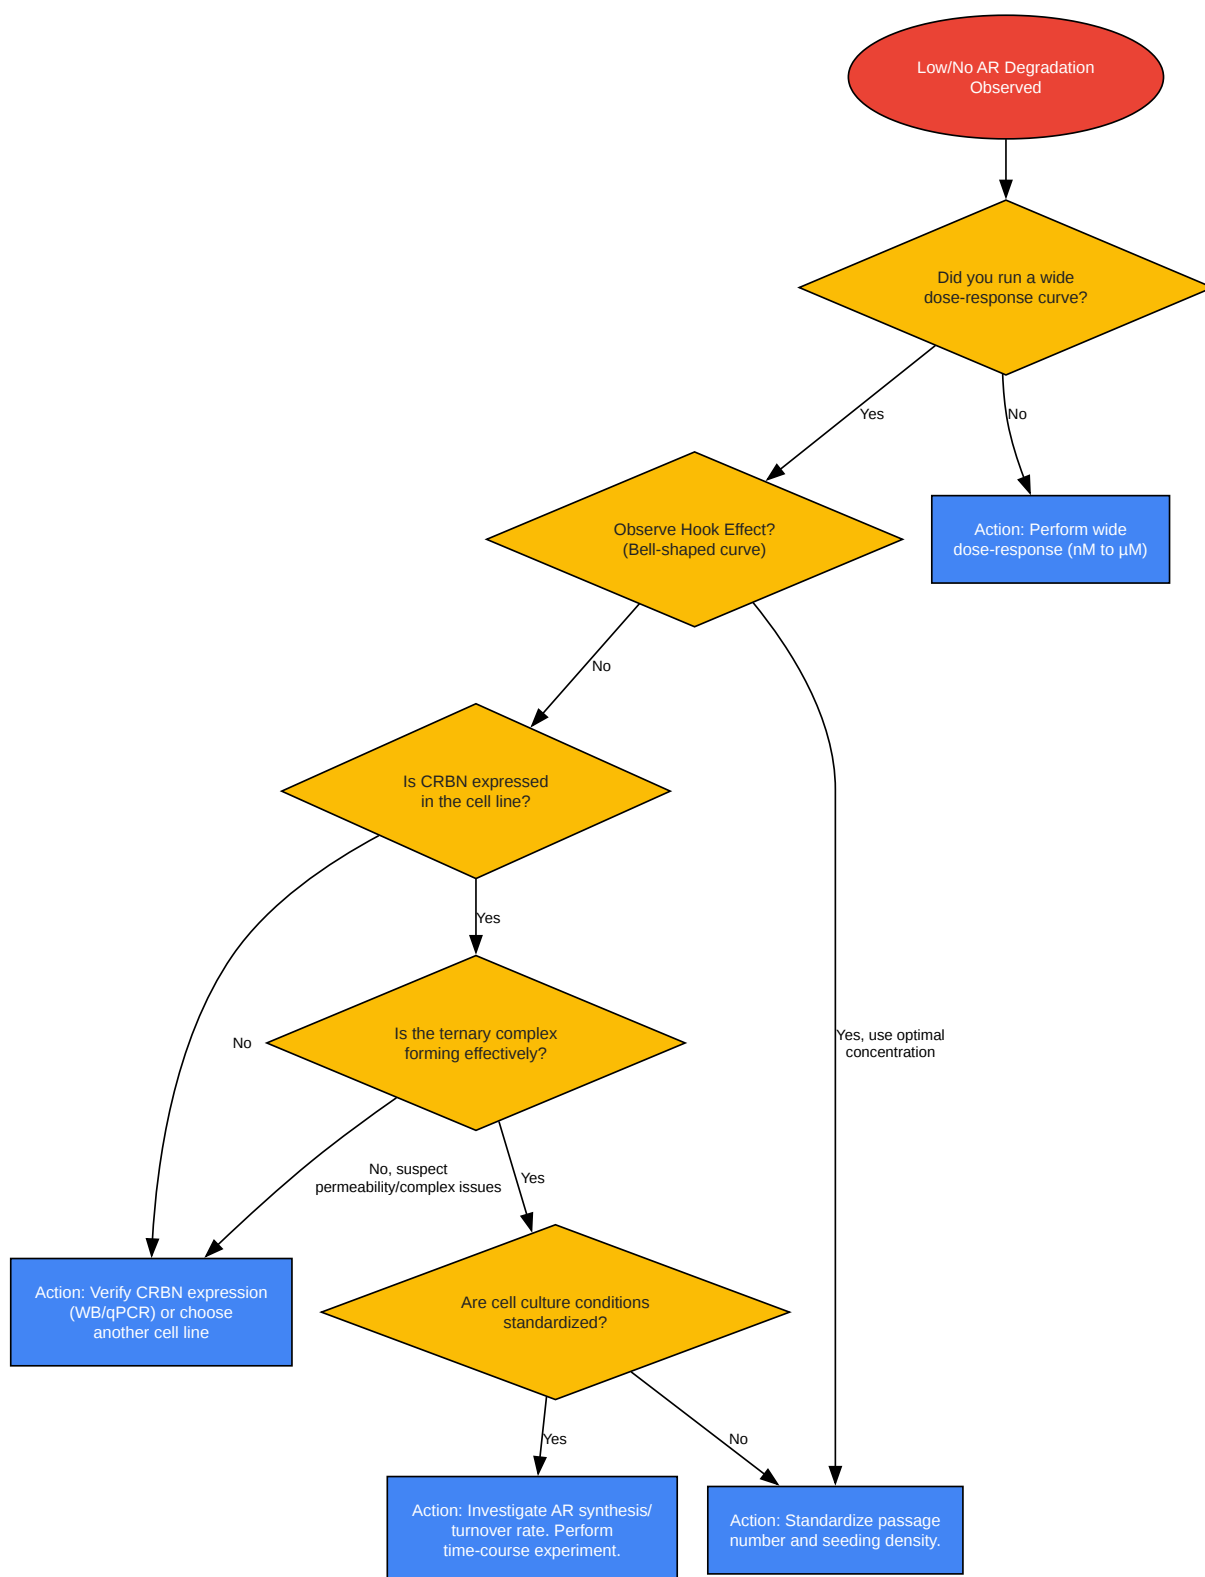 Low/No AR Degradation
Observed
Did you run a wide
dose-response curve?
Yes
No
Observe Hook Effect?
(Bell-shaped curve)
Action: Perform wide
dose-response (nM to µM)
No
Is CRBN expressed
in the cell line?
Yes
Is the ternary complex
forming effectively?
No
Yes, use optimal
concentration
No, suspect
permeability/complex issues
Yes
Action: Verify CRBN expression
(WB/qPCR) or choose
another cell line
Are cell culture conditions
standardized?
Yes
No
Action: Investigate AR synthesis/
turnover rate. Perform
time-course experiment.
Action: Standardize passage
number and seeding density.